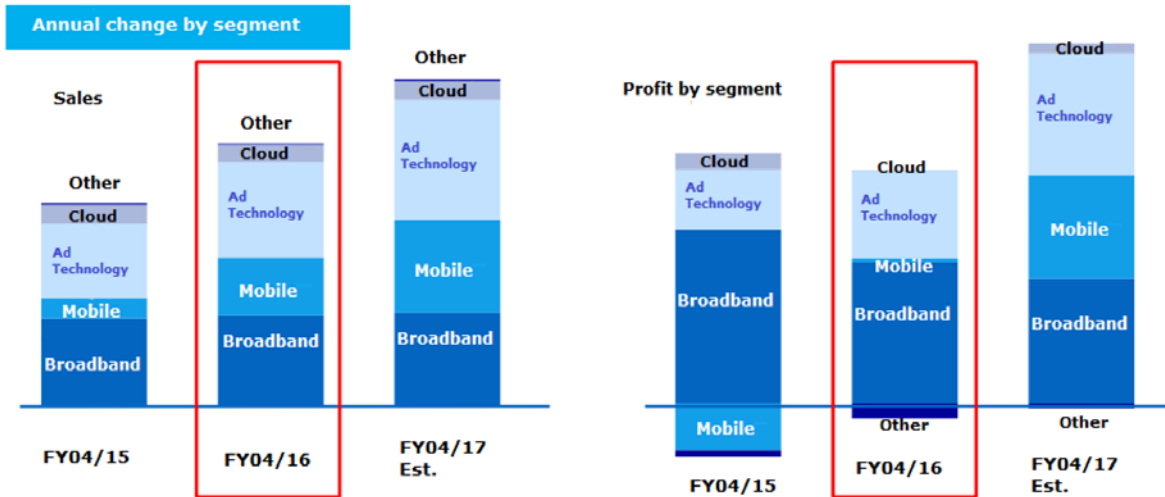 Annual change by segment
Sales
Other
Cloud
Ad
Technology
Mobile
Broadband
FY04/15
Other
Cloud
Ad
Technology
Mobile
Broadband
FY04/16
Other
Cloud
Ad
Technology
Mobile
Broadband
FY04/17
Est.
Profit by segment
Cloud
Ad
Technology
Broadband
Mobile
FY04/15
Cloud
Ad
Technology
Mobile
Broadband
Other
FY04/16
Cloud
Ad
Technology
Mobile
Broadband
Other
FY04/17
Est.